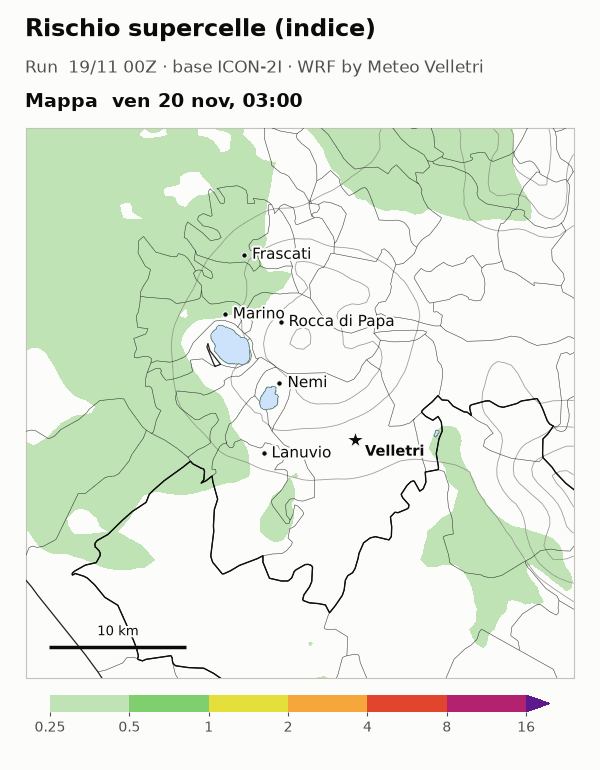 Rischio supercelle (indice)
Run 19/11 00Z · base ICON-2I · WRF by Meteo Velletri
Mappa ven 20 nov, 03:00
Frascati
Marino
Rocca di Papa
Nemi
Velletri
Lanuvio
10 km
0.25 0.5 1 2 4 8 16